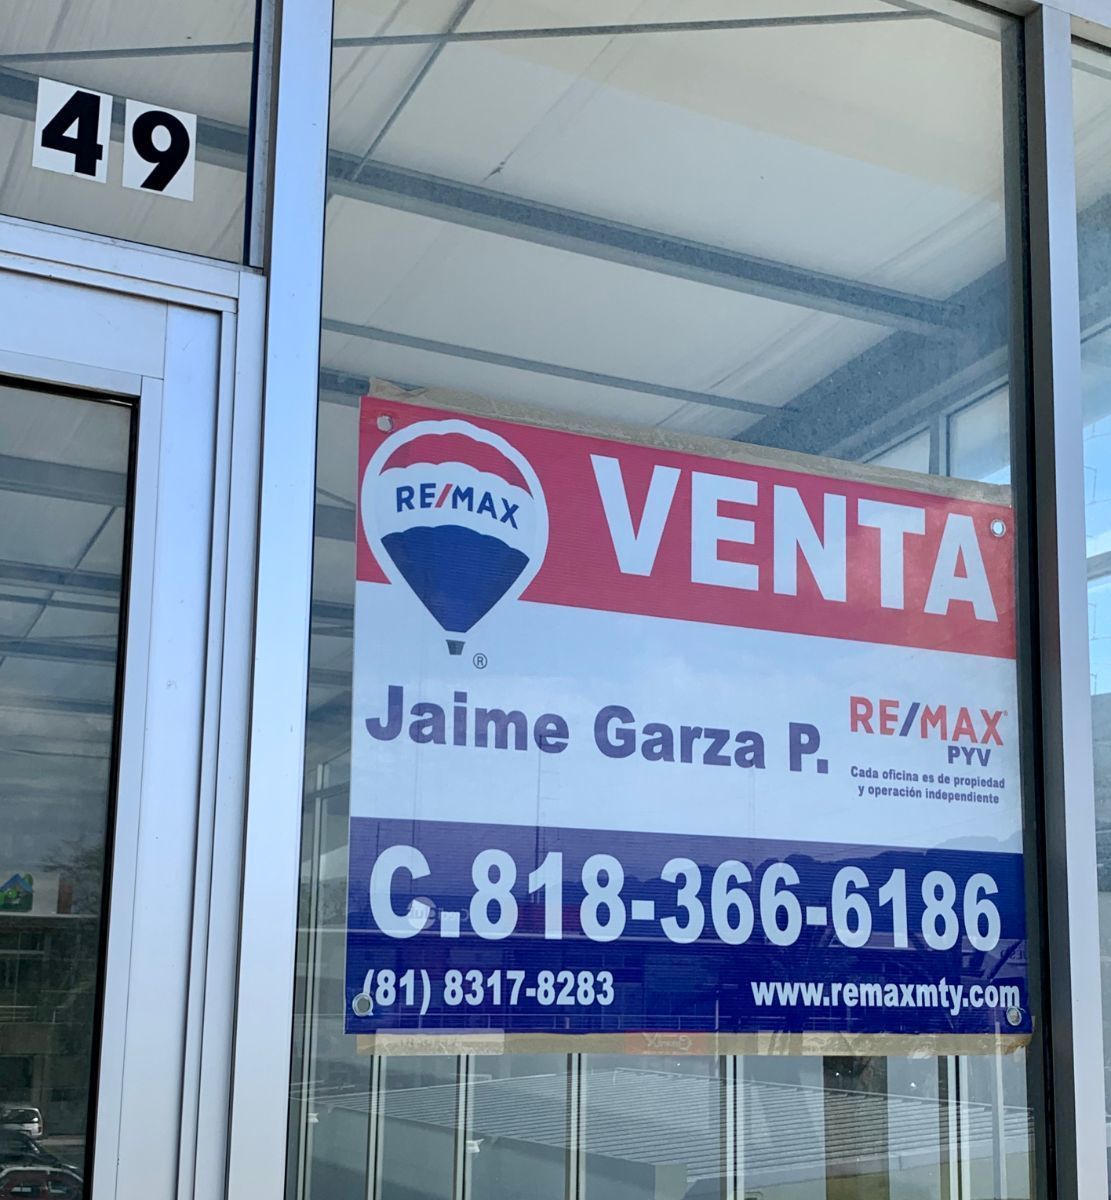 49
VENTA
RE/MAX
®
Jaime Garza P.
RE/MAX
PYV
Cada oficina es de propiedad
y operación independiente
C.818-366-6186
(81) 8317-8283
www.remaxmty.com